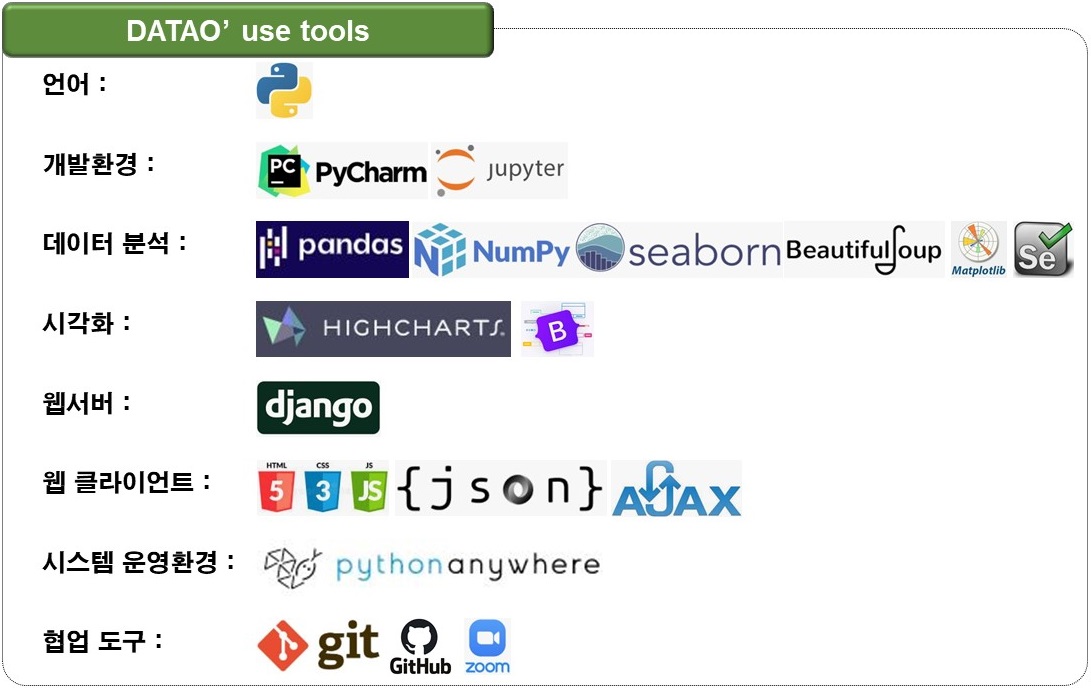 DATAO’ use tools
언어 :
개발환경 : PC PyCharm jupyter
데이터 분석 : pandas NumPy seaborn BeautifulSoup Matplotlib Se
시각화 : HIGHCHARTS. B
웹서버 : django
웹 클라이언트 : HTML 5 CSS 3 JS JS {json} AJAX
시스템 운영환경 : pythonanywhere
협업 도구 : git GitHub zoom